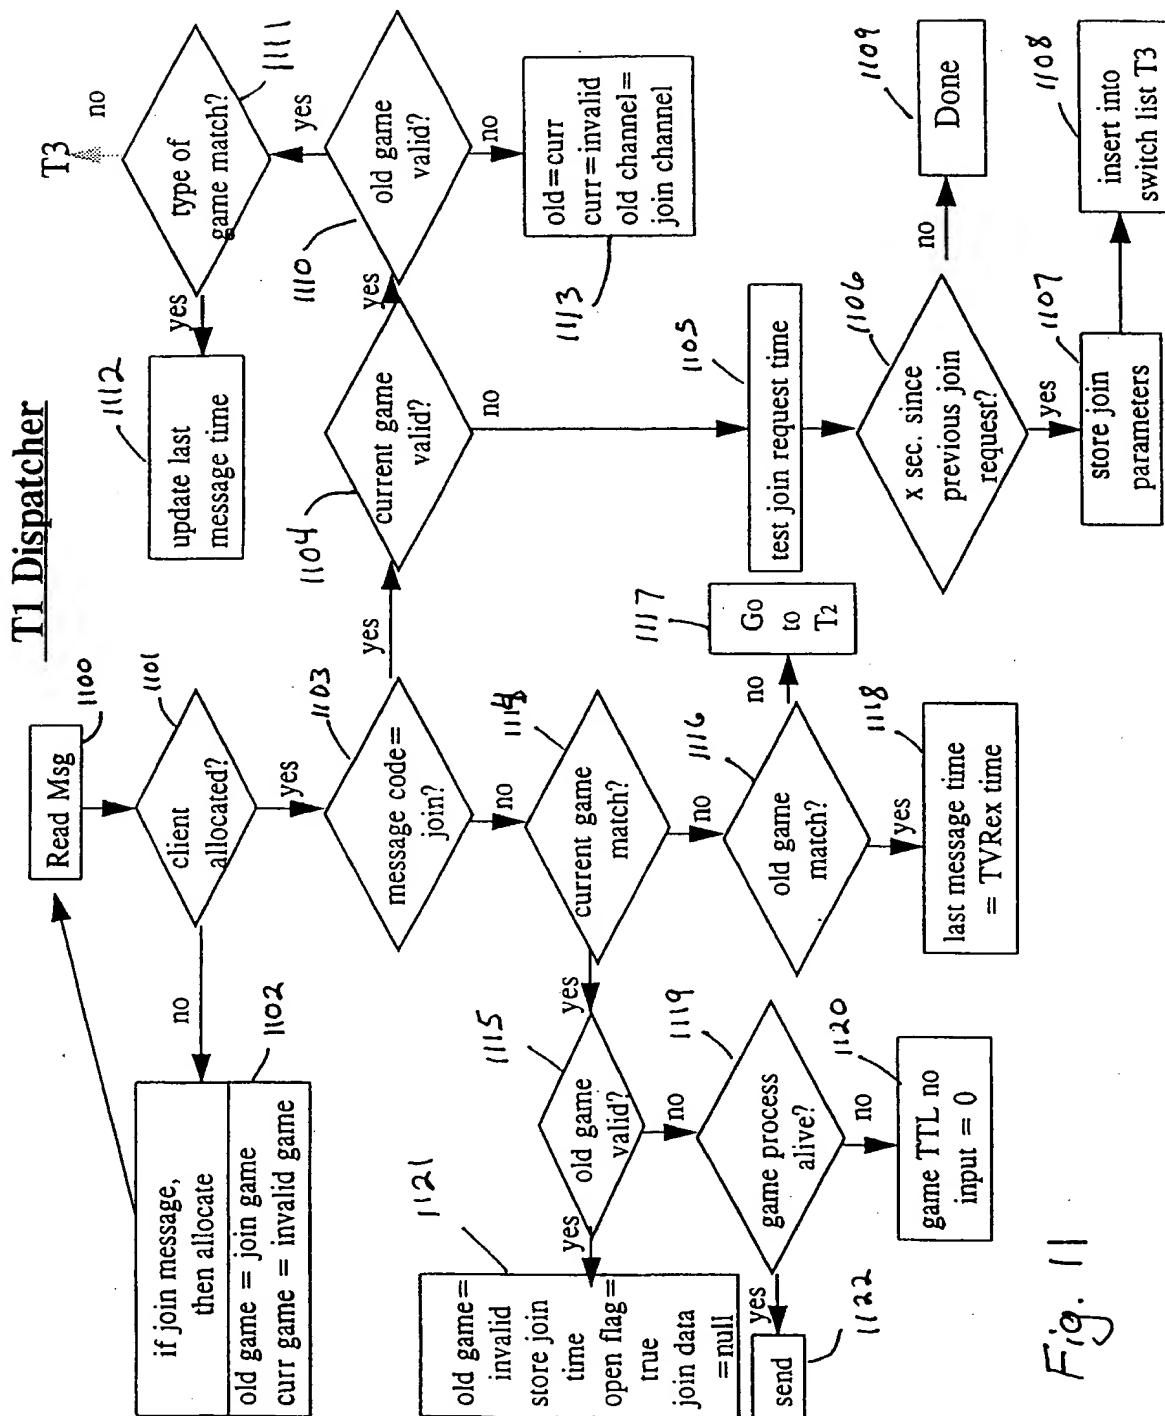 T1 Dispatcher
Read Msg
1100
client
allocated?
1101
no
yes
if join message,
then allocate
old game = join game
curr game = invalid game
1102
message code=
join?
1103
yes
no
current game
valid?
1104
yes
no
old game
valid?
1110
yes
no
type of
game match?
1111
no
T3
yes
update last
message time
1112
old=curr
curr=invalid
old channel=
join channel
1113
test join request time
1105
x sec. since
previous join
request?
1106
no
Done
1109
yes
store join
parameters
1107
insert into
switch list T3
1108
current game
match?
1114
yes
no
old game
match?
1116
no
Go
to
T2
1117
yes
last message time
= TVRex time
1118
old game
valid?
1115
yes
no
old game=
invalid
store join
time
open flag=
true
join data
=null
1121
game process
alive?
1119
no
game TTL no
input = 0
1120
yes
send
1122
Fig. 11